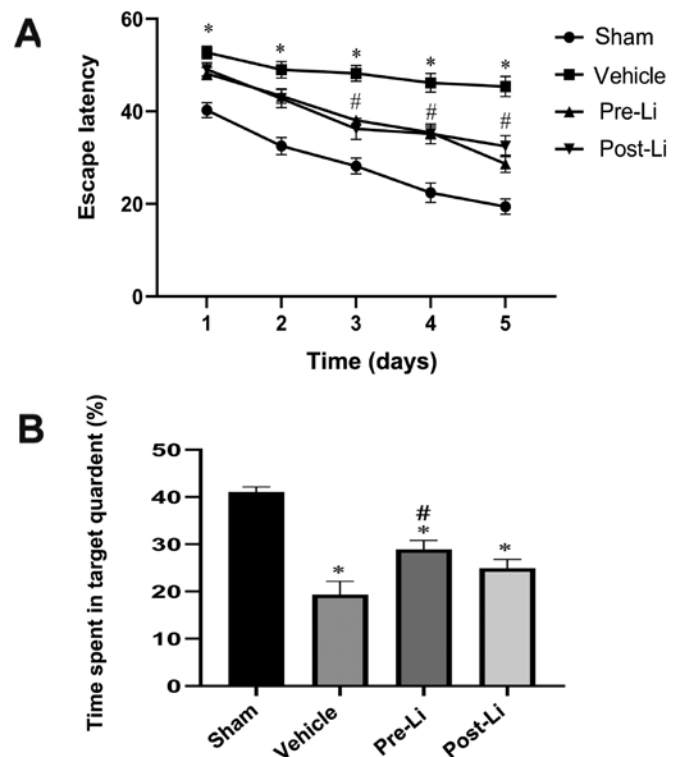 A
Escape latency
60
40
20
0
* * * * *
# # #
1 2 3 4 5
Time (days)
Sham
Vehicle
Pre-Li
Post-Li
B
Time spent in target quardent (%)
50
40
30
20
10
0
#
* * *
Sham Vehicle Pre-Li Post-Li